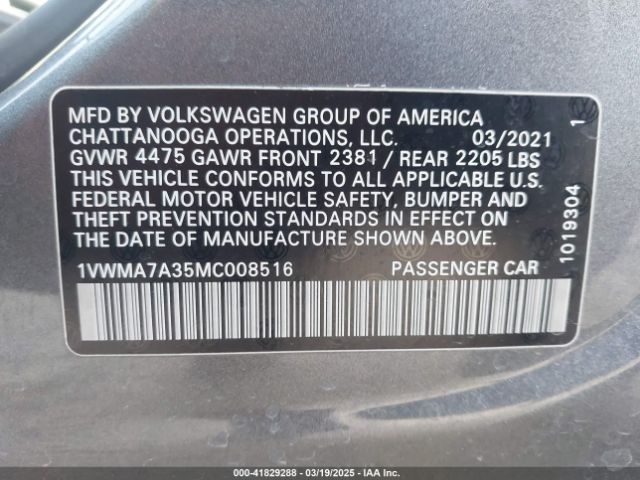 MFD BY VOLKSWAGEN GROUP OF AMERICA
CHATTANOOGA OPERATIONS, LLC. 03/2021
GVWR 4475 GAWR FRONT 2381 / REAR 2205 LBS
THIS VEHICLE CONFORMS TO ALL APPLICABLE U.S.
FEDERAL MOTOR VEHICLE SAFETY, BUMPER AND
THEFT PREVENTION STANDARDS IN EFFECT ON
THE DATE OF MANUFACTURE SHOWN ABOVE.
1VWMA7A35MC008516 PASSENGER CAR
1019304 1
000-41829288 - 03/19/2025 - IAA Inc.